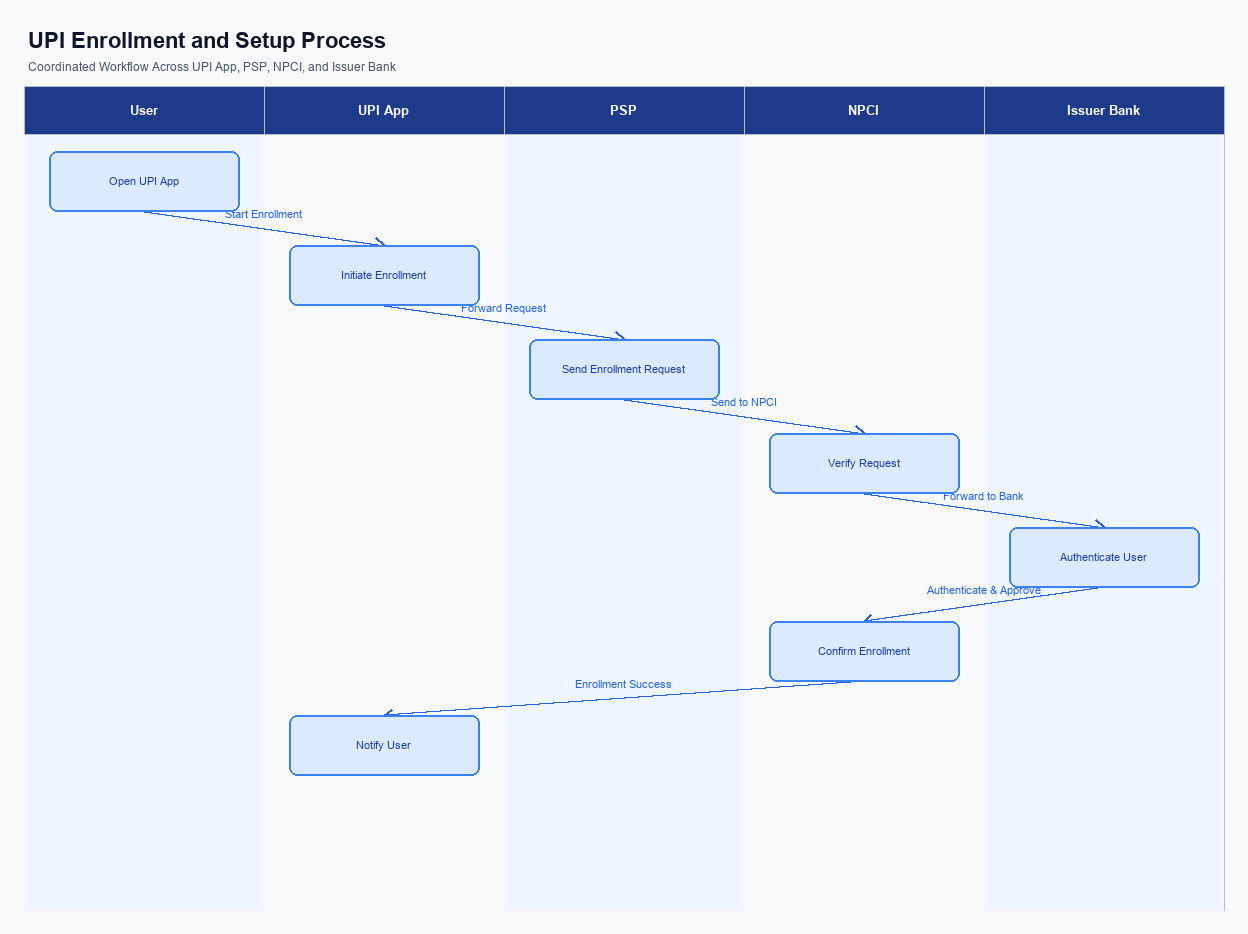 UPI Enrollment and Setup Process
Coordinated Workflow Across UPI App, PSP, NPCI, and Issuer Bank
User
UPI App
PSP
NPCI
Issuer Bank
Open UPI App
Start Enrollment
Initiate Enrollment
Forward Request
Send Enrollment Request
Send to NPCI
Verify Request
Forward to Bank
Authenticate User
Authenticate & Approve
Confirm Enrollment
Enrollment Success
Notify User